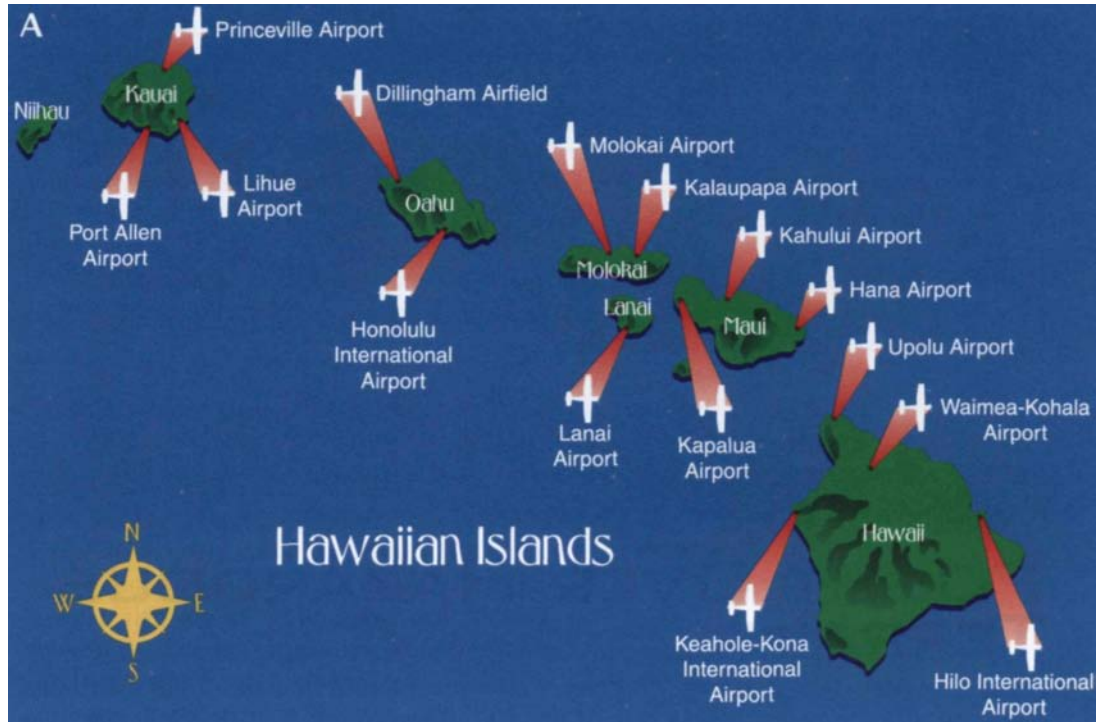 A
Princeville Airport
Kauai
Niihau
Dillingham Airfield
Molokai Airport
Kalaupapa Airport
Lihue
Airport
Oahu
Port Allen
Airport
Kahului Airport
Molokai
Hana Airport
Lanai
Maui
Honolulu
International
Airport
Upolu Airport
Waimea-Kohala
Airport
Lanai
Airport
Kapalua
Airport
Hawaiian Islands
Hawaii
N
W
E
S
Keahole-Kona
International
Airport
Hilo International
Airport